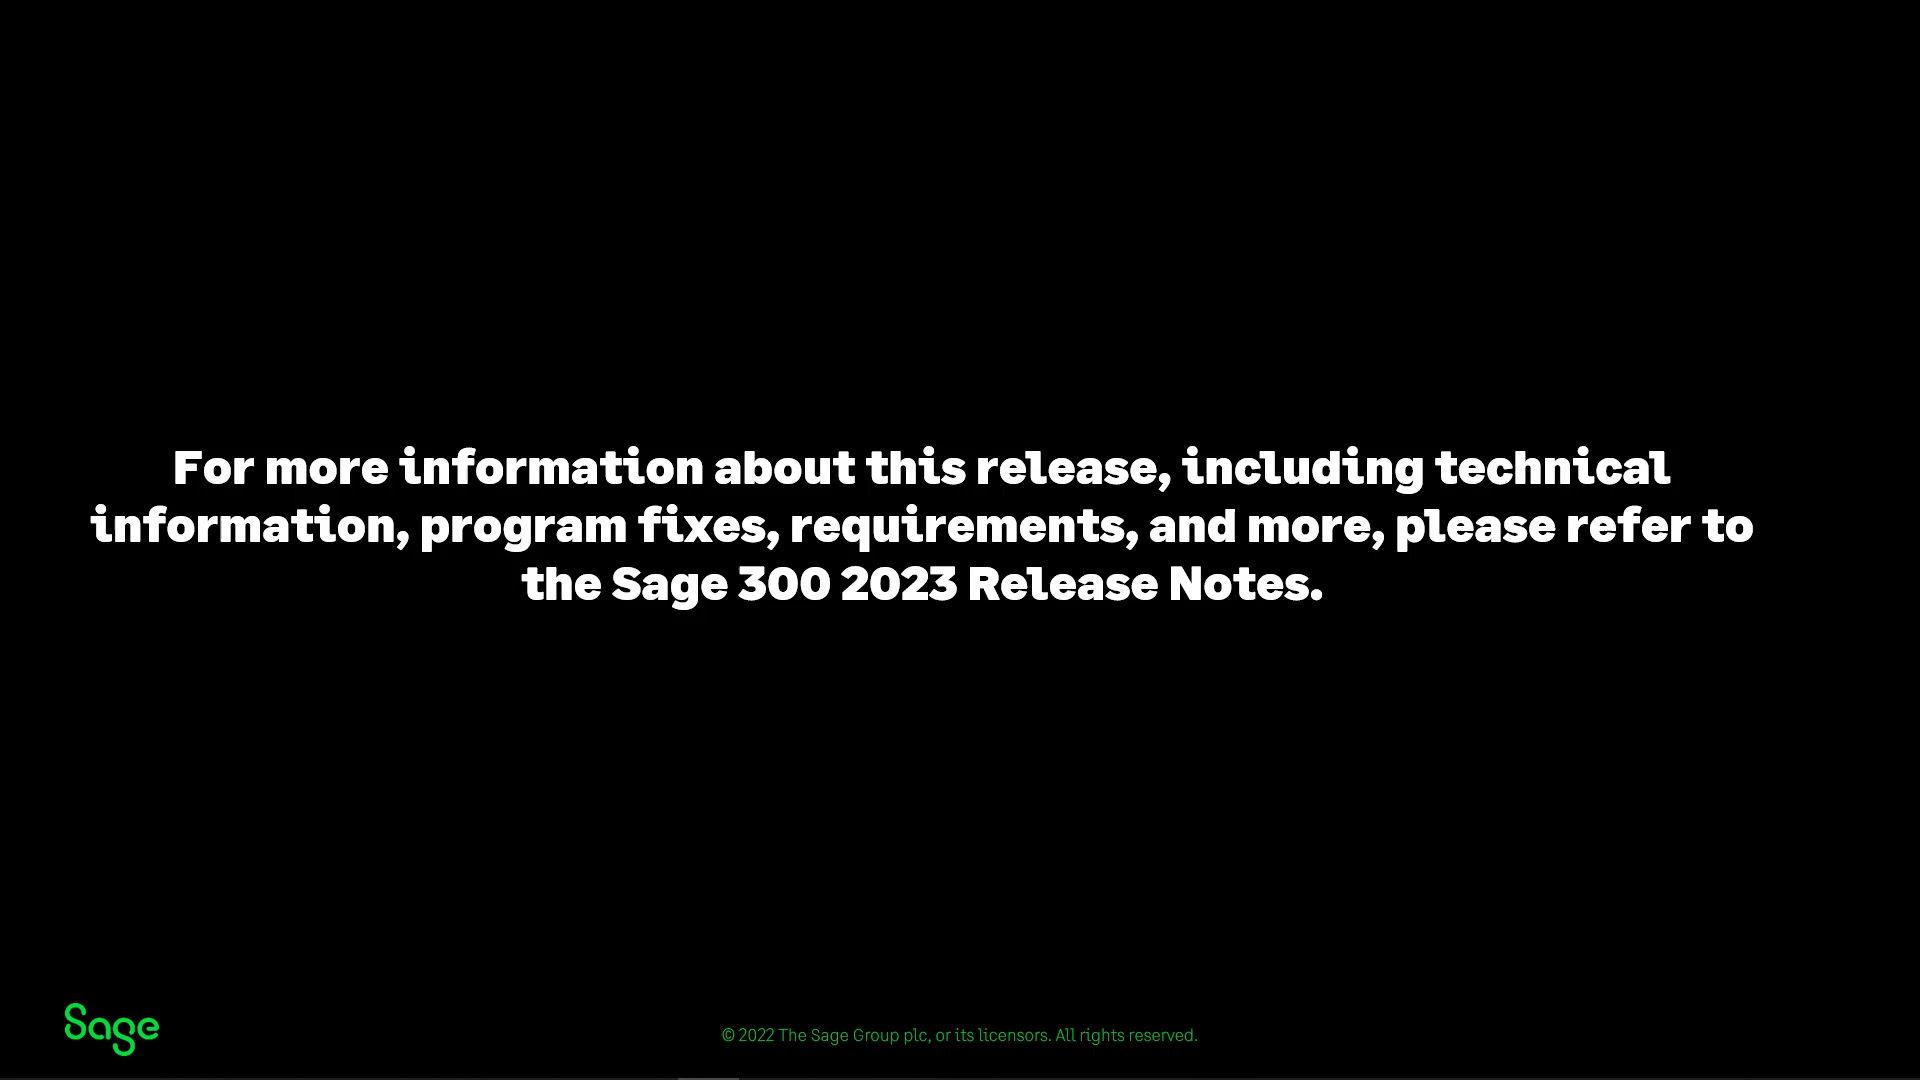 For more information about this release, including technical
information, program fixes, requirements, and more, please refer to
the Sage 300 2023 Release Notes.
Sage
© 2022 The Sage Group plc, or its licensors. All rights reserved.